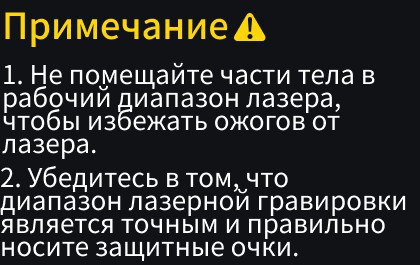 Примечание⚠
1. Не помещайте части тела в
рабочий диапазон лазера,
чтобы избежать ожогов от
лазера.
2. Убедитесь в том, что
диапазон лазерной гравировки
является точным и правильно
носите защитные очки.